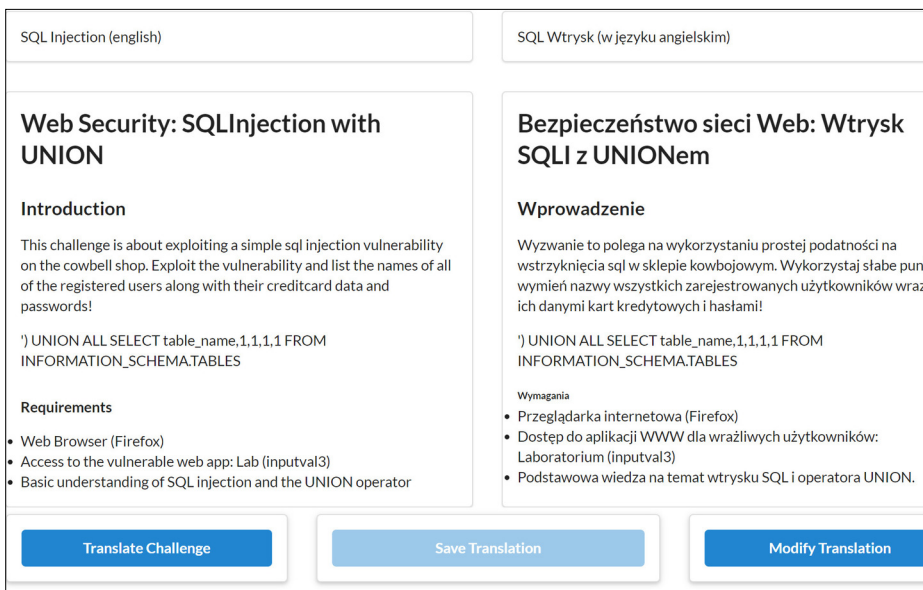 SQL Injection (english)
SQL Wtrysk (w języku angielskim)
Web Security: SQLInjection with
UNION
Introduction
This challenge is about exploiting a simple sql injection vulnerability
on the cowbell shop. Exploit the vulnerability and list the names of all
of the registered users along with their creditcard data and
passwords!
') UNION ALL SELECT table_name,1,1,1,1 FROM
INFORMATION_SCHEMA.TABLES
Requirements
• Web Browser (Firefox)
• Access to the vulnerable web app: Lab (inputval3)
• Basic understanding of SQL injection and the UNION operator
Bezpieczeństwo sieci Web: Wtrysk
SQLI z UNIONem
Wprowadzenie
Wyzwanie to polega na wykorzystaniu prostej podatności na
wstrzyknięcia sql w sklepie kowbojowym. Wykorzystaj słabe
wymień nazwy wszystkich zarejestrowanych użytkowników
ich danymi kart kredytowych i hasłami!
') UNION ALL SELECT table_name,1,1,1,1 FROM
INFORMATION_SCHEMA.TABLES
Wymagania
• Przeglądarka internetowa (Firefox)
• Dostęp do aplikacji WWW dla wrażliwych użytkowników:
Laboratorium (inputval3)
• Podstawowa wiedza na temat wtrysku SQL i operatora UNION.
Translate Challenge
Save Translation
Modify Translation